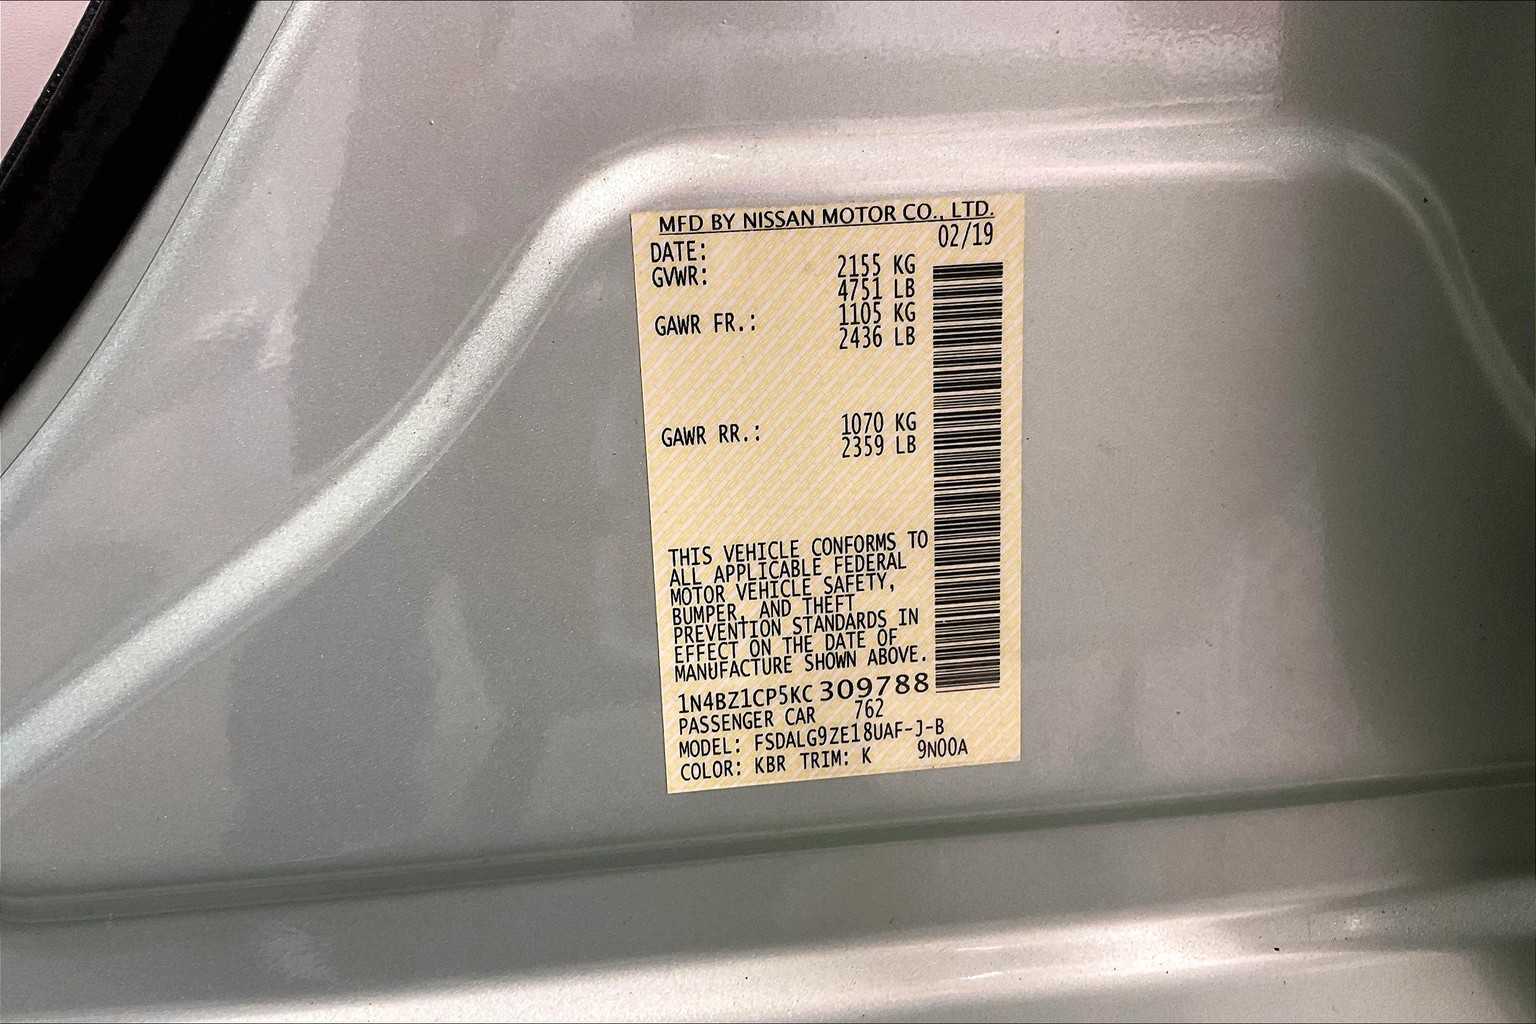 MFD BY NISSAN MOTOR CO., LTD.
DATE: 02/19
GVWR: 2155 KG
4751 LB
GAWR FR.: 1105 KG
2436 LB
GAWR RR.: 1070 KG
2359 LB
THIS VEHICLE CONFORMS TO
ALL APPLICABLE FEDERAL
MOTOR VEHICLE SAFETY,
BUMPER, AND THEFT
PREVENTION STANDARDS IN
EFFECT ON THE DATE OF
MANUFACTURE SHOWN ABOVE.
1N4BZ1CP5KC 309788
PASSENGER CAR 762
MODEL: FSDALG9ZE18UAF-J-B
COLOR: KBR TRIM: K 9N00A